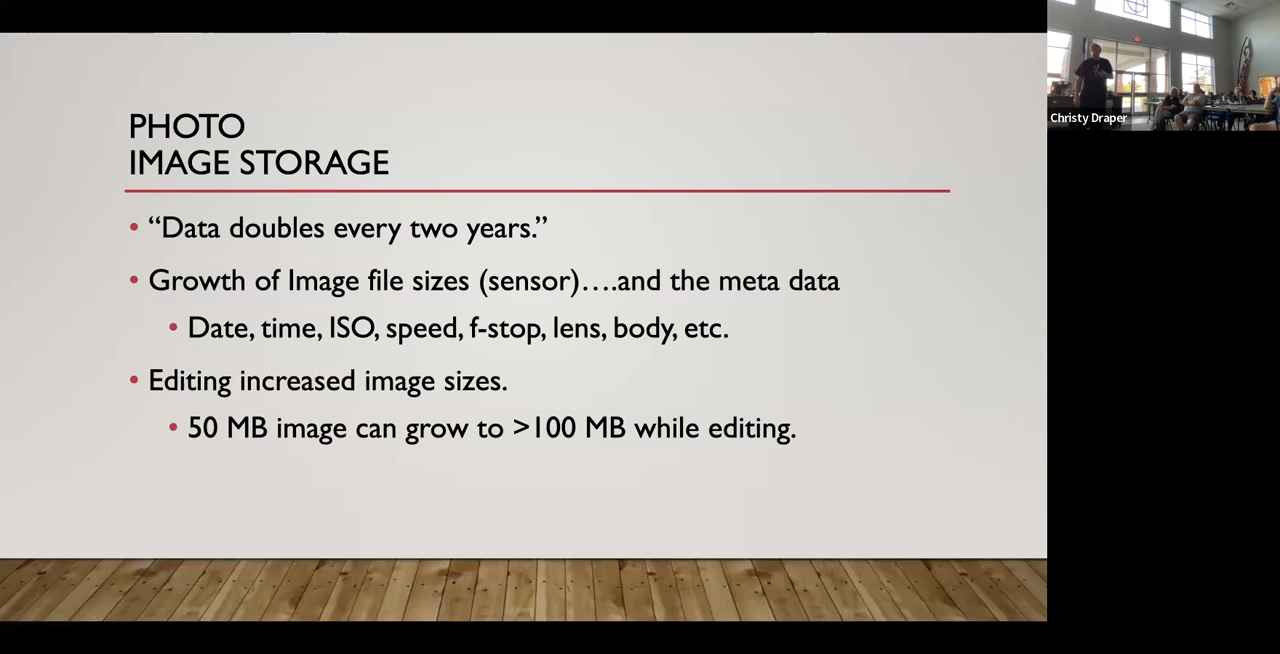 PHOTO
IMAGE STORAGE
• “Data doubles every two years.”
• Growth of Image file sizes (sensor)….and the meta data
• Date, time, ISO, speed, f-stop, lens, body, etc.
• Editing increased image sizes.
• 50 MB image can grow to >100 MB while editing.
Christy Draper